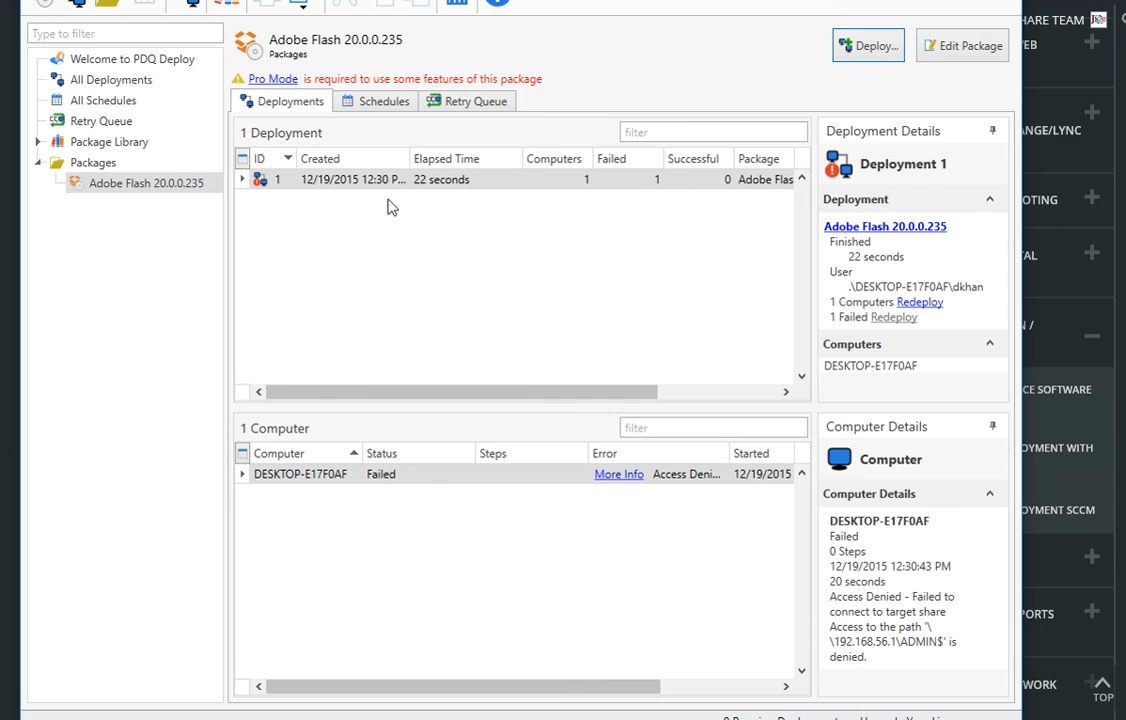 Type to filter
Welcome to PDQ Deploy
All Deployments
All Schedules
Retry Queue
Package Library
Packages
Adobe Flash 20.0.0.235
Adobe Flash 20.0.0.235
Packages
Deploy...
Edit Package
Pro Mode is required to use some features of this package
Deployments
Schedules
Retry Queue
1 Deployment
filter
ID Created Elapsed Time Computers Failed Successful Package
1 12/19/2015 12:30 P... 22 seconds 1 1 0 Adobe Flas
1 Computer
filter
Computer Status Steps Error Started
DESKTOP-E17F0AF Failed More Info Access Deni... 12/19/2015
Deployment Details
Deployment 1
Deployment
Adobe Flash 20.0.0.235
Finished
22 seconds
User
.\DESKTOP-E17F0AF\dkhan
1 Computers Redeploy
1 Failed Redeploy
Computers
DESKTOP-E17F0AF
Computer Details
Computer
Computer Details
DESKTOP-E17F0AF
Failed
0 Steps
12/19/2015 12:30:43 PM
20 seconds
Access Denied - Failed to
connect to target share
Access to the path '\
\192.168.56.1\ADMIN$' is
denied.
HARE TEAM
EB
ANGE/LYNC
OTING
AL
N /
CE SOFTWARE
OYMENT WITH
OYMENT SCCM
PORTS
WORK
TOP